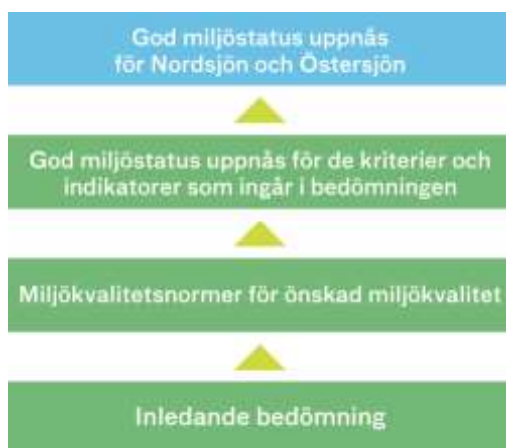 God miljöstatus uppnås
för Nordsjön och Östersjön
God miljöstatus uppnås för de kriterier och
indikatorer som ingår i bedömningen
Miljökvalitetsnormer för önskad miljökvalitet
Inledande bedömning